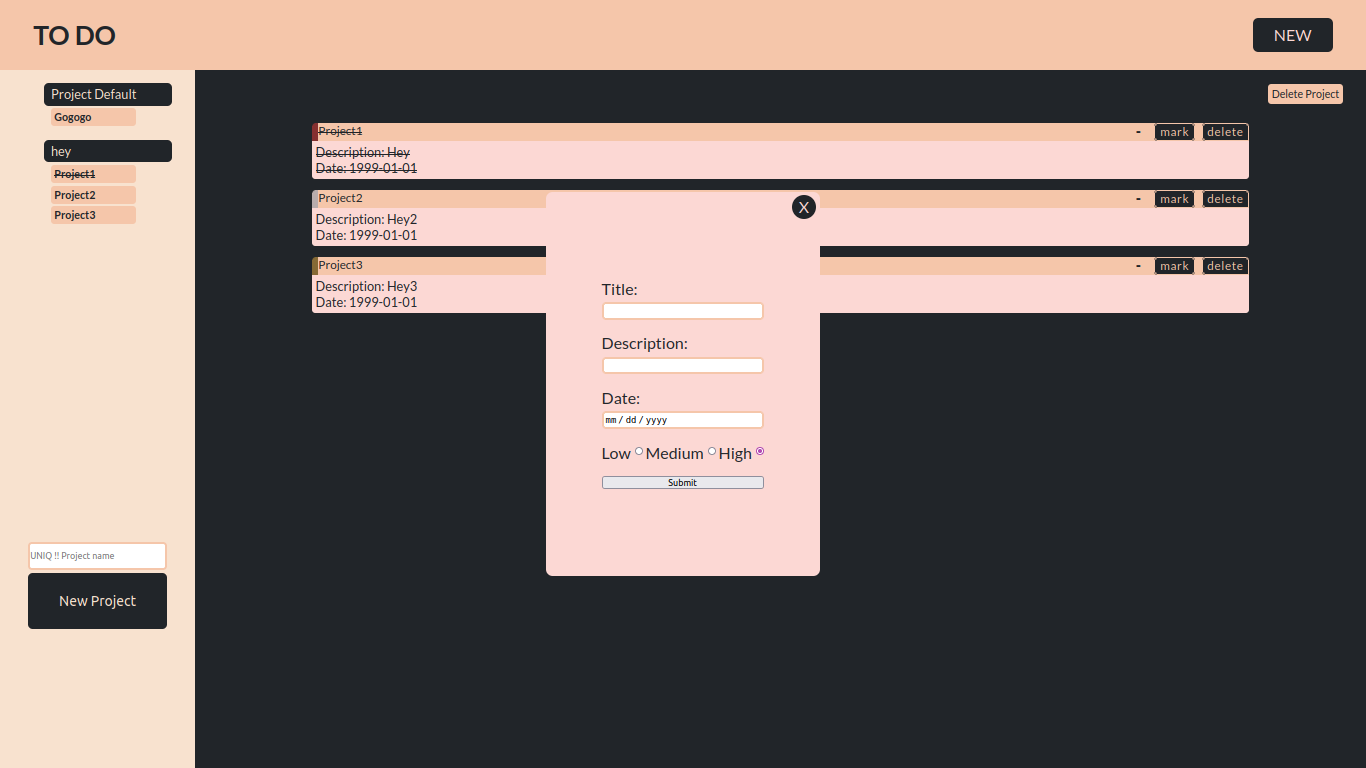 TO DO
NEW
Project Default
Gogogo
hey
Project1
Project2
Project3
UNIQ !! Project name
New Project
Delete Project
Project1 - mark delete
Description: Hey
Date: 1999-01-01
Project2 - mark delete
Description: Hey2
Date: 1999-01-01
Project3 - mark delete
Description: Hey3
Date: 1999-01-01
X
Title:
Description:
Date:
mm / dd / yyyy
Low Medium High
Submit